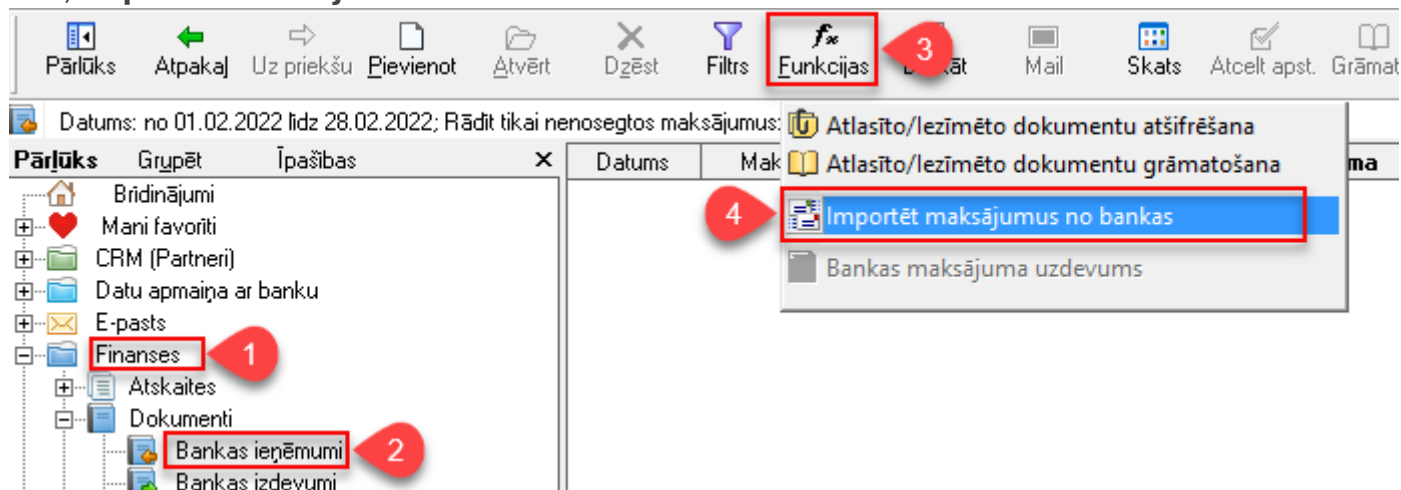 Pārlūks Atpakaļ Uz priekšu Pievienot Atvērt Dzēst Filtrs Funkcijas 3 Mail Skats Atcelt apst. Grāmat
Datums: no 01.02.2022 līdz 28.02.2022; Rādīt tikai nenosegtos maksājumus:
Atlasīto/Iezīmēto dokumentu atšifrēšana
Pārlūks Grupēt Īpašības × Datums Mak
Atlasīto/Iezīmēto dokumentu grāmatošana
ma
Brīdinājumi
Mani favorīti
4 Importēt maksājumus no bankas
CRM (Partneri)
Bankas maksājuma uzdevums
Datu apmaiņa ar banku
E-pasts
Finanses 1
Atskaites
Dokumenti
Bankas ieņēmumi 2
Bankas izdevumi